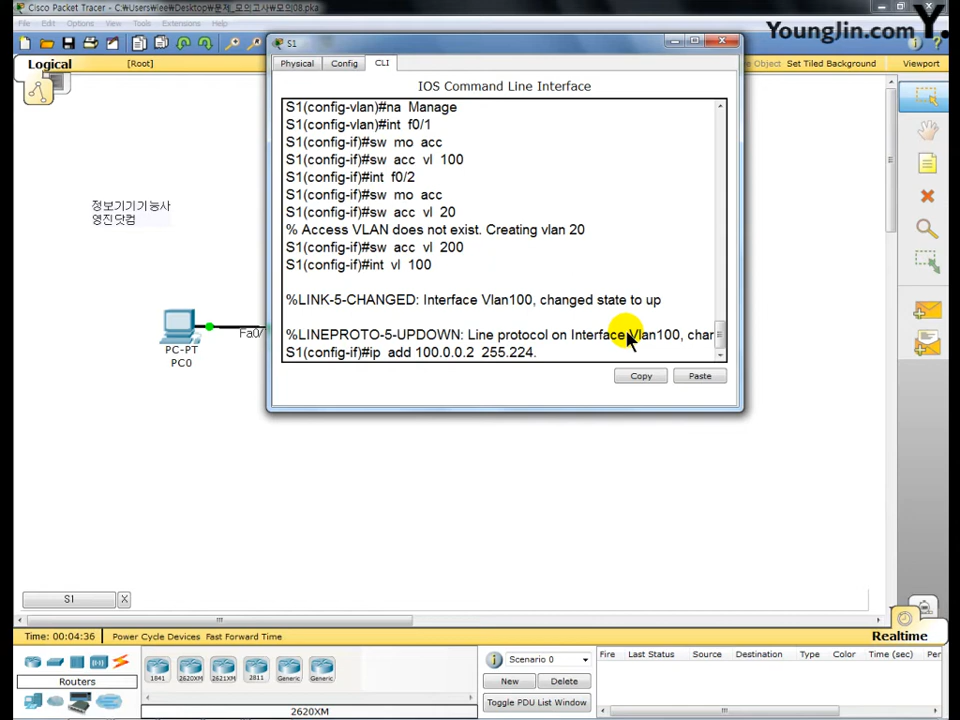 Cisco Packet Tracer - C:\Users\lee\Desktop\문제_모의고사\모의08.pka
File Edit Options View Tools Extensions Help
YoungJin.com Y.
Logical
[Root]
Object Set Tiled Background Viewport
S1
Physical Config CLI
IOS Command Line Interface
S1(config-vlan)#na Manage
S1(config-vlan)#int f0/1
S1(config-if)#sw mo acc
S1(config-if)#sw acc vl 100
S1(config-if)#int f0/2
S1(config-if)#sw mo acc
S1(config-if)#sw acc vl 20
% Access VLAN does not exist. Creating vlan 20
S1(config-if)#sw acc vl 200
S1(config-if)#int vl 100
%LINK-5-CHANGED: Interface Vlan100, changed state to up
%LINEPROTO-5-UPDOWN: Line protocol on Interface Vlan100, char
S1(config-if)#ip add 100.0.0.2 255.224.
Copy Paste
정보기기기능사
영진닷컴
Fa0/
PC-PT
PC0
S1 X
Time: 00:04:36 Power Cycle Devices Fast Forward Time
Realtime
Routers
1841 2620XM 2621XM 2811 Generic Generic
2620XM
Scenario 0
New Delete
Toggle PDU List Window
Fire Last Status Source Destination Type Color Time (sec) Per